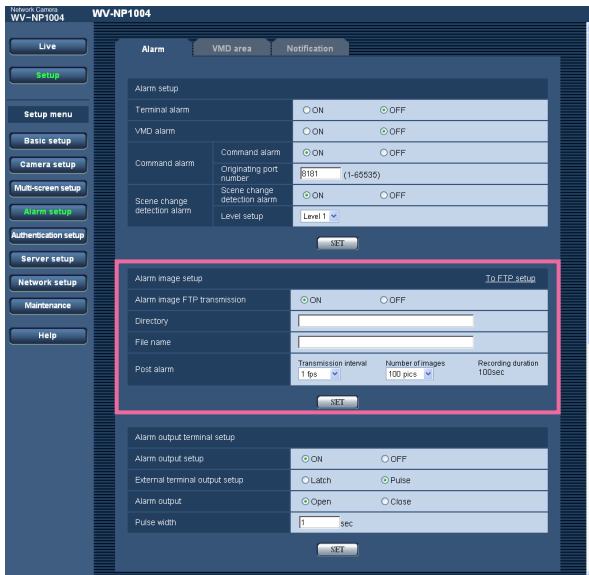 Network Camera
WV-NP1004
WV-NP1004
Live
Setup
Setup menu
Basic setup
Camera setup
Multi-screen setup
Alarm setup
Authentication setup
Server setup
Network setup
Maintenance
Help
Alarm VMD area Notification
Alarm setup
Terminal alarm ON OFF
VMD alarm ON OFF
Command alarm Command alarm ON OFF
Originating port number 8181 (1-65535)
Scene change detection alarm Scene change detection alarm ON OFF
Level setup Level 1
SET
Alarm image setup To FTP setup
Alarm image FTP transmission ON OFF
Directory
File name
Post alarm Transmission interval Number of images Recording duration
1 fps 100 pics 100sec
SET
Alarm output terminal setup
Alarm output setup ON OFF
External terminal output setup Latch Pulse
Alarm output Open Close
Pulse width 1 sec
SET